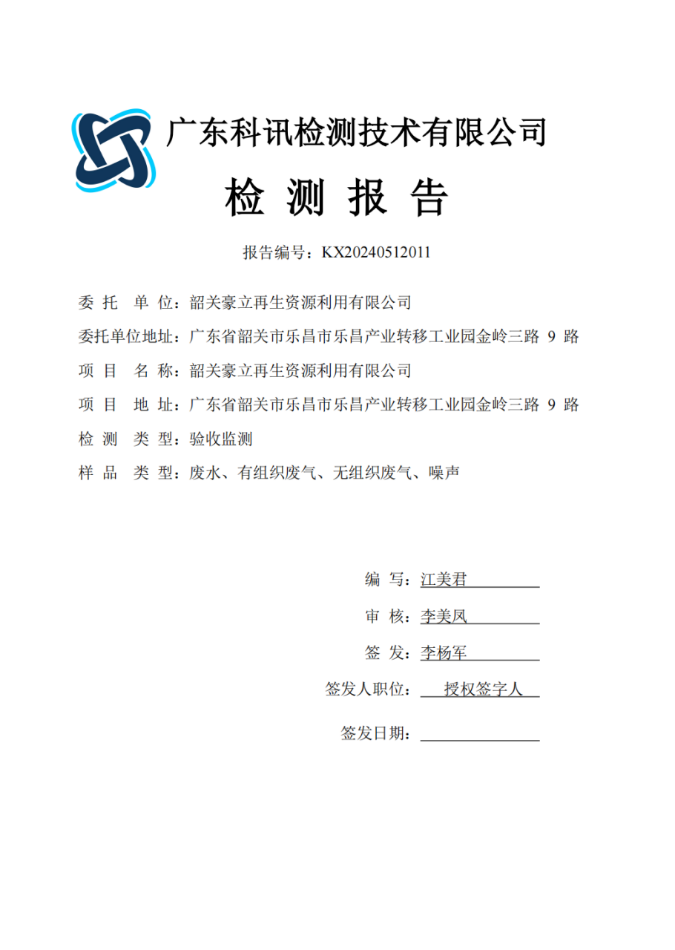 广东科讯检测技术有限公司
检 测 报 告
报告编号：KX20240512011
委 托 单 位：韶关豪立再生资源利用有限公司
委托单位地址：广东省韶关市乐昌市乐昌产业转移工业园金岭三路 9 路
项 目 名 称：韶关豪立再生资源利用有限公司
项 目 地 址：广东省韶关市乐昌市乐昌产业转移工业园金岭三路 9 路
检 测 类 型：验收监测
样 品 类 型：废水、有组织废气、无组织废气、噪声
编 写：江美君
审 核：李美凤
签 发：李杨军
签发人职位： 授权签字人
签发日期：